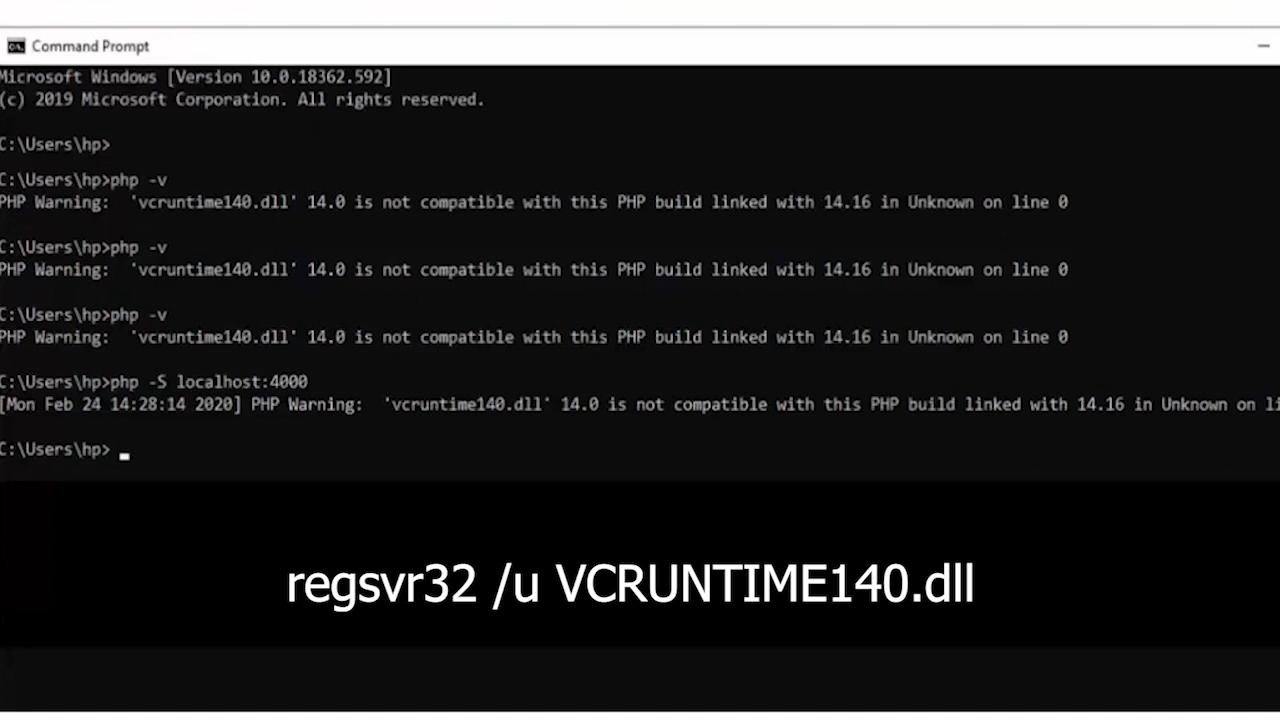 Command Prompt
Microsoft Windows [Version 10.0.18362.592]
(c) 2019 Microsoft Corporation. All rights reserved.
C:\Users\hp>
C:\Users\hp>php -v
PHP Warning:  'vcruntime140.dll' 14.0 is not compatible with this PHP build linked with 14.16 in Unknown on line 0
C:\Users\hp>php -v
PHP Warning:  'vcruntime140.dll' 14.0 is not compatible with this PHP build linked with 14.16 in Unknown on line 0
C:\Users\hp>php -v
PHP Warning:  'vcruntime140.dll' 14.0 is not compatible with this PHP build linked with 14.16 in Unknown on line 0
C:\Users\hp>php -S localhost:4000
[Mon Feb 24 14:28:14 2020] PHP Warning:  'vcruntime140.dll' 14.0 is not compatible with this PHP build linked with 14.16 in Unknown on li
C:\Users\hp>
regsvr32 /u VCRUNTIME140.dll